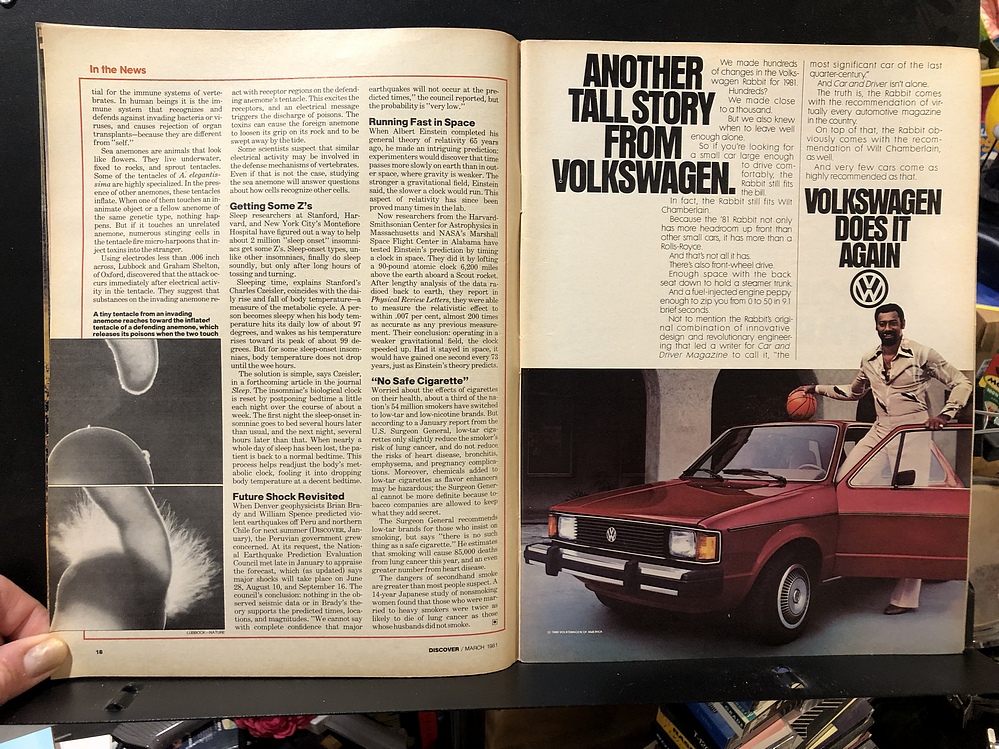 In the News
tial for the immune systems of verte-
brates. In human beings it is the im-
mune system that recognizes and
defends against invading bacteria or vi-
ruses, and causes rejection of organ
transplants—because they are different
from "self."
Sea anemones are animals that look
like flowers. They live underwater,
fixed to rocks, and sprout tentacles.
Some of the tentacles of A. elegantis-
sima are highly specialized. In the pres-
ence of other anemones, these tentacles
inflate. When one of them touches an in-
animate object or a fellow anemone of
the same genetic type, nothing hap-
pens. But if it touches an unrelated
anemone, numerous stinging cells in
the tentacle fire micro-harpoons that in-
ject toxins into the stranger.
Using electrodes less than .006 inch
across, Lubbock and Graham Shelton,
of Oxford, discovered that the attack oc-
curs immediately after electrical activ-
ity in the tentacle. They suggest that
substances on the invading anemone re-
A tiny tentacle from an invading
anemone reaches toward the inflated
tentacle of a defending anemone, which
releases its poisons when the two touch
LUBBOCK—NATURE
act with receptor regions on the defend-
ing anemone's tentacle. This excites the
receptors, and an electrical message
triggers the discharge of poisons. The
toxins can cause the foreign anemone
to loosen its grip on its rock and to be
swept away by the tide.
Some scientists suspect that similar
electrical activity may be involved in
the defense mechanisms of vertebrates.
Even if that is not the case, studying
the sea anemone will answer questions
about how cells recognize other cells.
Getting Some Z's
Sleep researchers at Stanford, Har-
vard, and New York City's Montefiore
Hospital have figured out a way to help
about 2 million "sleep onset" insomni-
acs get some Z's. Sleep-onset types, un-
like other insomniacs, finally do sleep
soundly, but only after long hours of
tossing and turning.
Sleeping time, explains Stanford's
Charles Czeisler, coincides with the dai-
ly rise and fall of body temperature—a
measure of the metabolic cycle. A per-
son becomes sleepy when his body tem-
perature hits its daily low of about 97
degrees, and wakes as his temperature
rises toward its peak of about 99 de-
grees. But for some sleep-onset insom-
niacs, body temperature does not drop
until the wee hours.
The solution is simple, says Czeisler,
in a forthcoming article in the journal
Sleep. The insomniac's biological clock
is reset by postponing bedtime a little
each night over the course of about a
week. The first night the sleep-onset in-
somniac goes to bed several hours later
than usual, and the next night, several
hours later than that. When nearly a
whole day of sleep has been lost, the pa-
tient is back to a normal bedtime. This
process helps readjust the body's met-
abolic clock, fooling it into dropping
body temperature at a decent bedtime.
Future Shock Revisited
When Denver geophysicists Brian Bra-
dy and William Spence predicted vio-
lent earthquakes off Peru and northern
Chile for next summer (DISCOVER, Jan-
uary), the Peruvian government grew
concerned. At its request, the Nation-
al Earthquake Prediction Evaluation
Council met late in January to appraise
the forecast, which (as updated) says
major shocks will take place on June
28, August 10, and September 16. The
council's conclusion: nothing in the ob-
served seismic data or in Brady's the-
ory supports the predicted times, loca-
tions, and magnitudes. "We cannot say
with complete confidence that major
earthquakes will not occur at the pre-
dicted times," the council reported, but
the probability is "very low."
Running Fast in Space
When Albert Einstein completed his
general theory of relativity 65 years
ago, he made an intriguing prediction:
experimenters would discover that time
passes more slowly on earth than in out-
er space, where gravity is weaker. The
stronger a gravitational field, Einstein
said, the slower a clock would run. This
aspect of relativity has since been
proved many times in the lab.
Now researchers from the Harvard-
Smithsonian Center for Astrophysics in
Massachusetts and NASA's Marshall
Space Flight Center in Alabama have
tested Einstein's prediction by timing
a clock in space. They did it by lofting
a 90-pound atomic clock 6,200 miles
above the earth aboard a Scout rocket.
After lengthy analysis of the data ra-
dioed back to earth, they report in
Physical Review Letters, they were able
to measure the relativistic effect to
within .007 per cent, almost 200 times
as accurate as any previous measure-
ment. Their conclusion: operating in a
weaker gravitational field, the clock
speeded up. Had it stayed in space, it
would have gained one second every 73
years, just as Einstein's theory predicts.
"No Safe Cigarette"
Worried about the effects of cigarettes
on their health, about a third of the na-
tion's 54 million smokers have switched
to low-tar and low-nicotine brands. But
according to a January report from the
U.S. Surgeon General, low-tar ciga-
rettes only slightly reduce the smoker's
risk of lung cancer, and do not reduce
the risks of heart disease, bronchitis,
emphysema, and pregnancy complica-
tions. Moreover, chemicals added to
low-tar cigarettes as flavor enhancers
may be hazardous; the Surgeon Gener-
al cannot be more definite because to-
bacco companies are allowed to keep
what they add secret.
The Surgeon General recommends
low-tar brands for those who insist on
smoking, but says "there is no such
thing as a safe cigarette." He estimates
that smoking will cause 85,000 deaths
from lung cancer this year, and an even
greater number from heart disease.
The dangers of secondhand smoke
are greater than most people suspect. A
14-year Japanese study of nonsmoking
women found that those who were mar-
ried to heavy smokers were twice as
likely to die of lung cancer as those
whose husbands did not smoke.
18
DISCOVER / MARCH 1981
ANOTHER
TALL STORY
FROM
VOLKSWAGEN.
We made hundreds
of changes in the Volks-
wagen Rabbit for 1981.
Hundreds?
We made close
to a thousand.
But we also knew
when to leave well
enough alone.
So if you're looking for
a small car large enough
to drive com-
fortably, the
Rabbit still fits
the bill.
In fact, the Rabbit still fits Wilt
Chamberlain.
Because the '81 Rabbit not only
has more headroom up front than
other small cars, it has more than a
Rolls-Royce.
And that's not all.
There's also front-wheel drive.
Enough space with the back
seat down to hold a steamer trunk.
And a fuel-injected engine peppy
enough to zip you from 0 to 50 in 9.1
brief seconds.
Not to mention the Rabbit's origi-
nal combination of innovative
design and revolutionary engineer-
ing that led a writer for Car and
Driver Magazine to call it, "the
most significant car of the last
quarter-century."
And Car and Driver isn't alone.
The truth is, the Rabbit comes
with the recommendation of vir-
tually every automotive magazine
in the country.
On top of that, the Rabbit ob-
viously comes with the recom-
mendation of Wilt Chamberlain,
as well.
And very few cars come as
highly recommended as that.
VOLKSWAGEN
DOES IT
AGAIN
© 1980 VOLKSWAGEN OF AMERICA